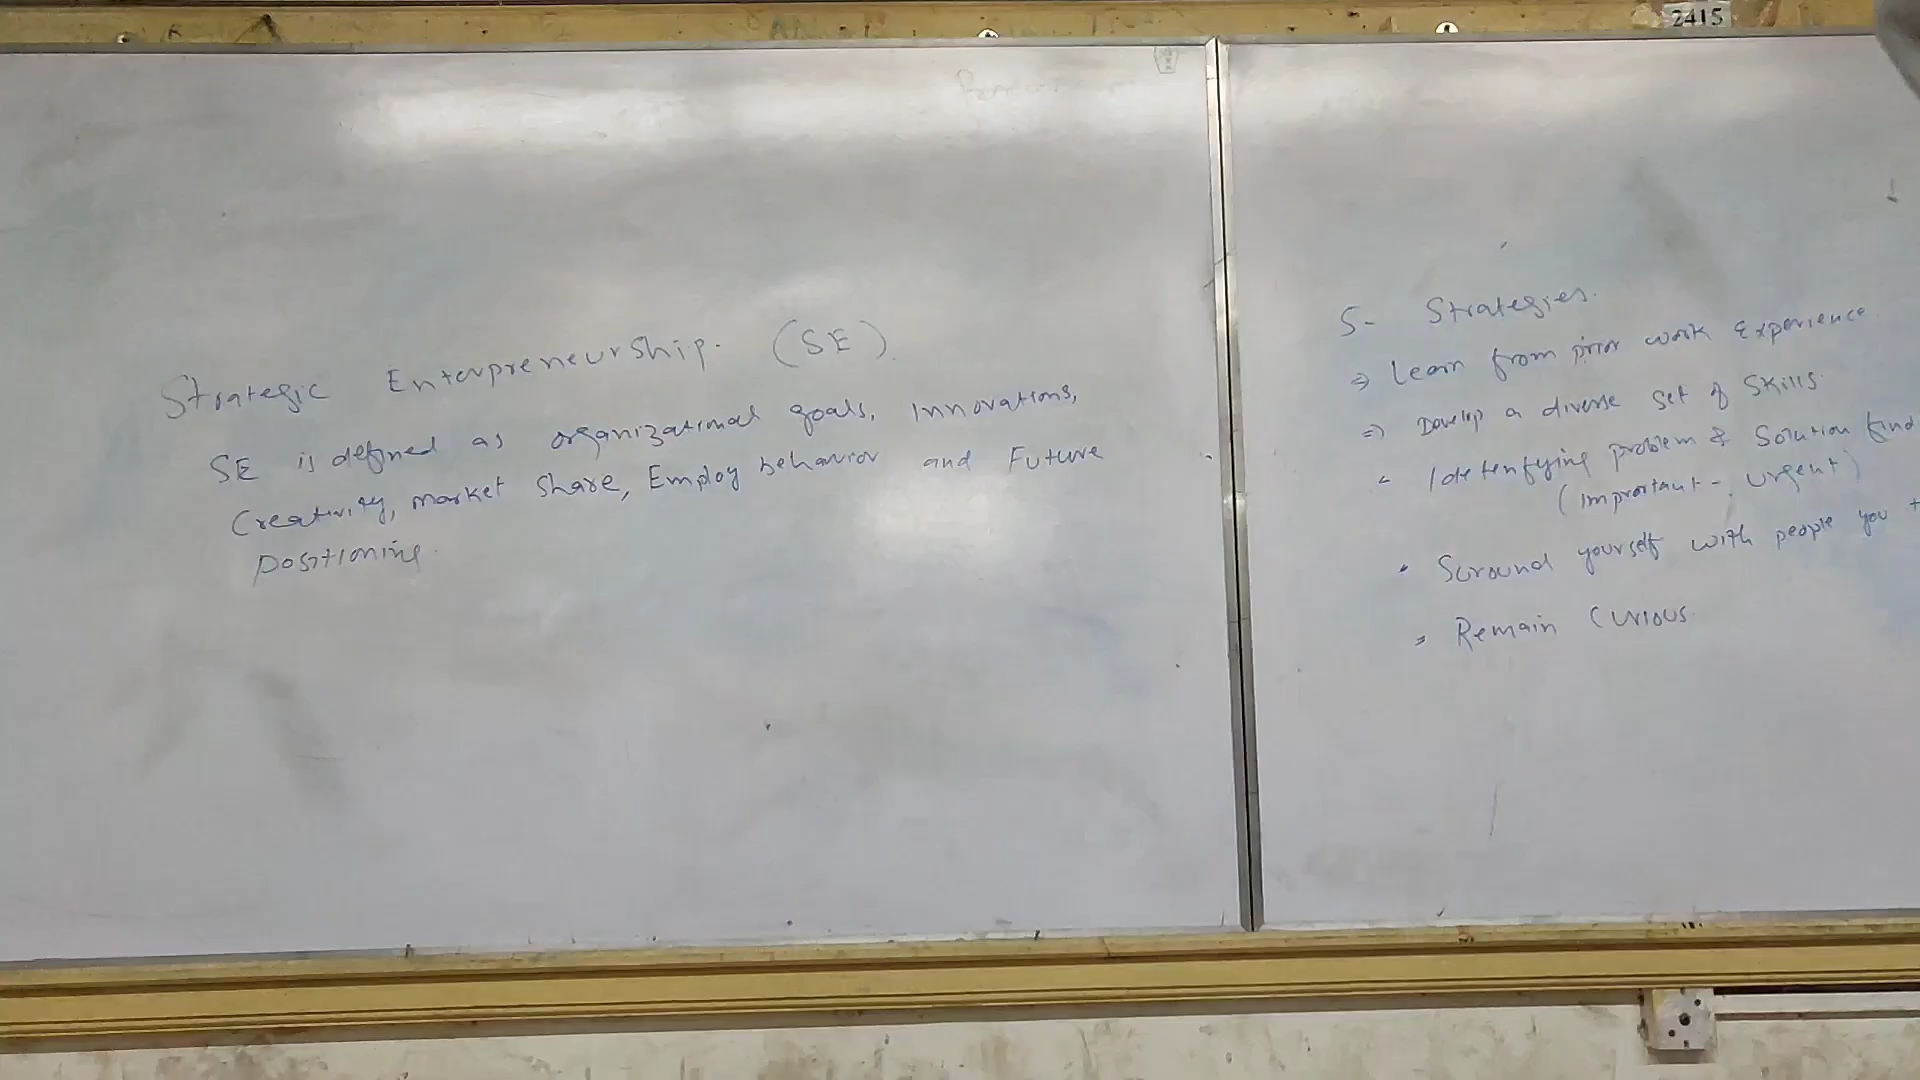 2415
Strategic Enterpreneurship. (SE).
SE is defined as organizational goals, innovations,
Creativity, market share, Employ behavior and Future
positioning.
5- Strategies.
⇒ Learn from prior work Experience.
⇒ Develop a diverse set of skills.
Idetenfying problem & Solution find
(important - urgent)
Suround yourself with people you t
Remain Curious.